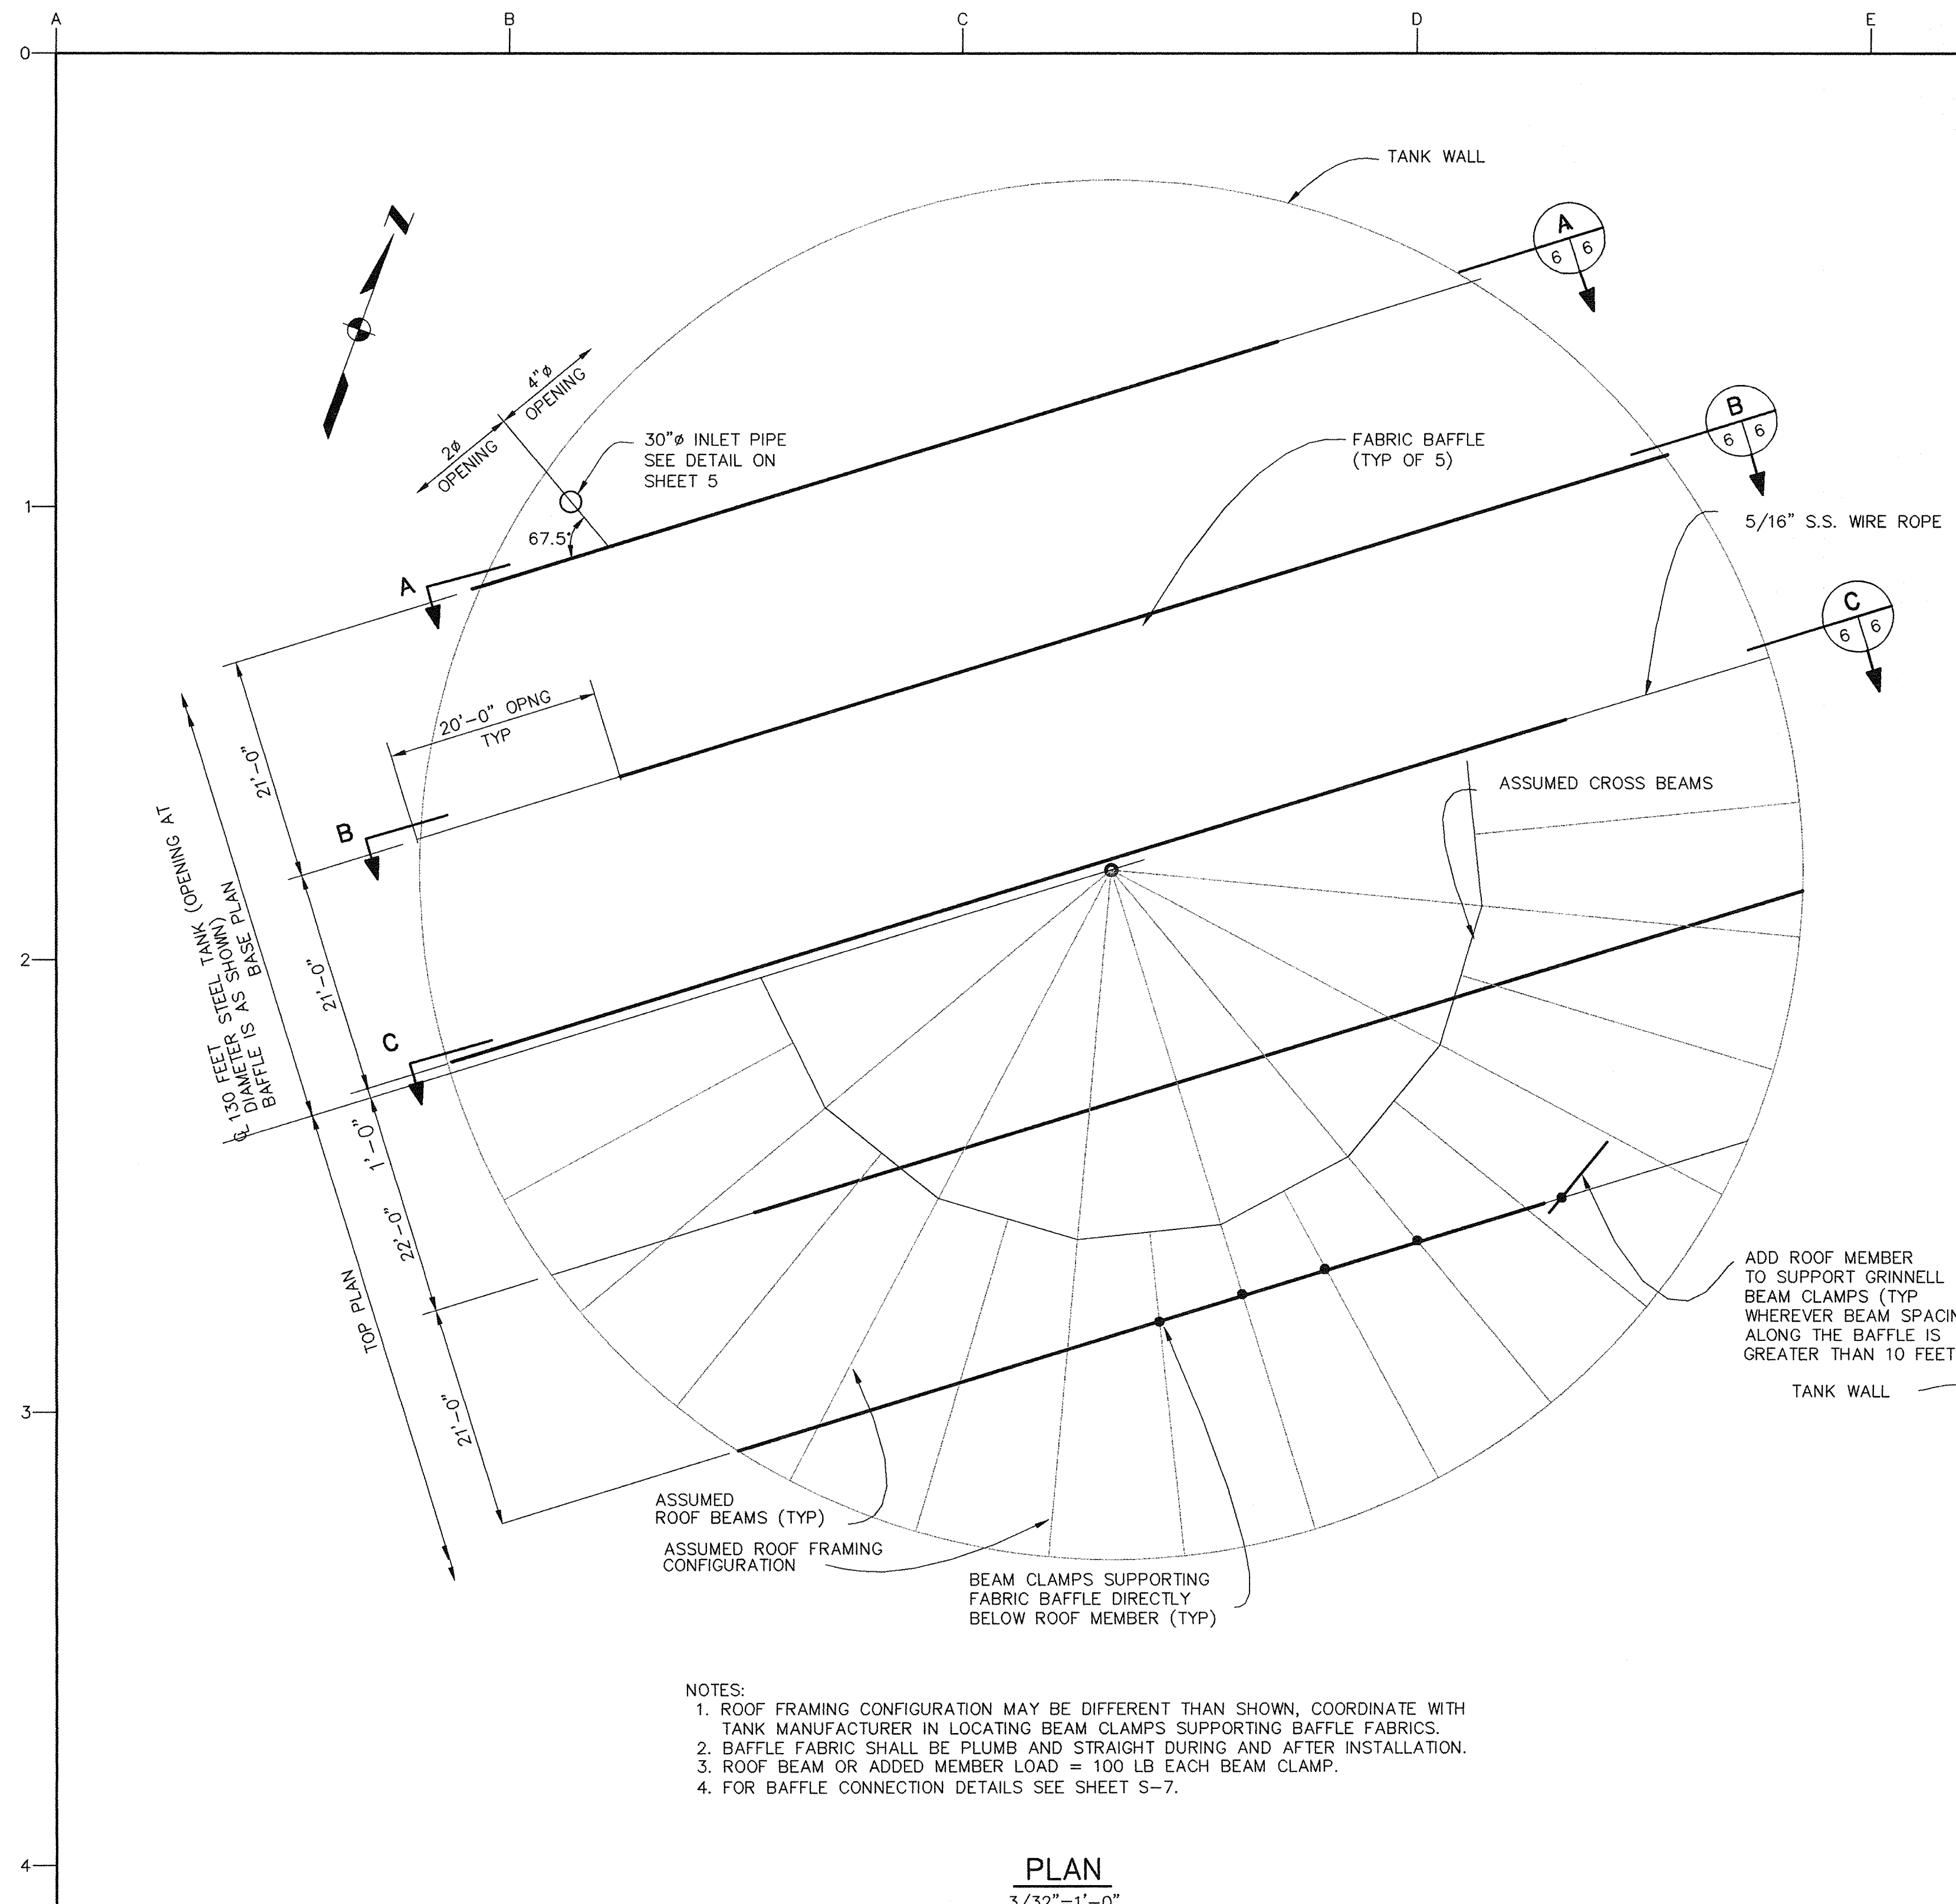 A
B
C
D
E
0
1
2
3
4
TANK WALL
N
A
6 6
4"ø
OPENING
2ø
OPENING
30"ø INLET PIPE
SEE DETAIL ON
SHEET 5
67.5°
FABRIC BAFFLE
(TYP OF 5)
B
6 6
5/16" S.S. WIRE ROPE
A
C
6 6
20'-0" OPNG
TYP
21'-0"
B
ASSUMED CROSS BEAMS
21'-0"
C
℄ 130 FEET STEEL TANK (OPENING AT
DIAMETER AS SHOWN)
BAFFLE IS AS BASE PLAN
1'-0"
22'-0"
21'-0"
TOP PLAN
ADD ROOF MEMBER
TO SUPPORT GRINNELL
BEAM CLAMPS (TYP
WHEREVER BEAM SPACIN
ALONG THE BAFFLE IS
GREATER THAN 10 FEET
TANK WALL
ASSUMED
ROOF BEAMS (TYP)
ASSUMED ROOF FRAMING
CONFIGURATION
BEAM CLAMPS SUPPORTING
FABRIC BAFFLE DIRECTLY
BELOW ROOF MEMBER (TYP)
NOTES:
1. ROOF FRAMING CONFIGURATION MAY BE DIFFERENT THAN SHOWN, COORDINATE WITH
TANK MANUFACTURER IN LOCATING BEAM CLAMPS SUPPORTING BAFFLE FABRICS.
2. BAFFLE FABRIC SHALL BE PLUMB AND STRAIGHT DURING AND AFTER INSTALLATION.
3. ROOF BEAM OR ADDED MEMBER LOAD = 100 LB EACH BEAM CLAMP.
4. FOR BAFFLE CONNECTION DETAILS SEE SHEET S-7.
PLAN
3/32"=1'-0"